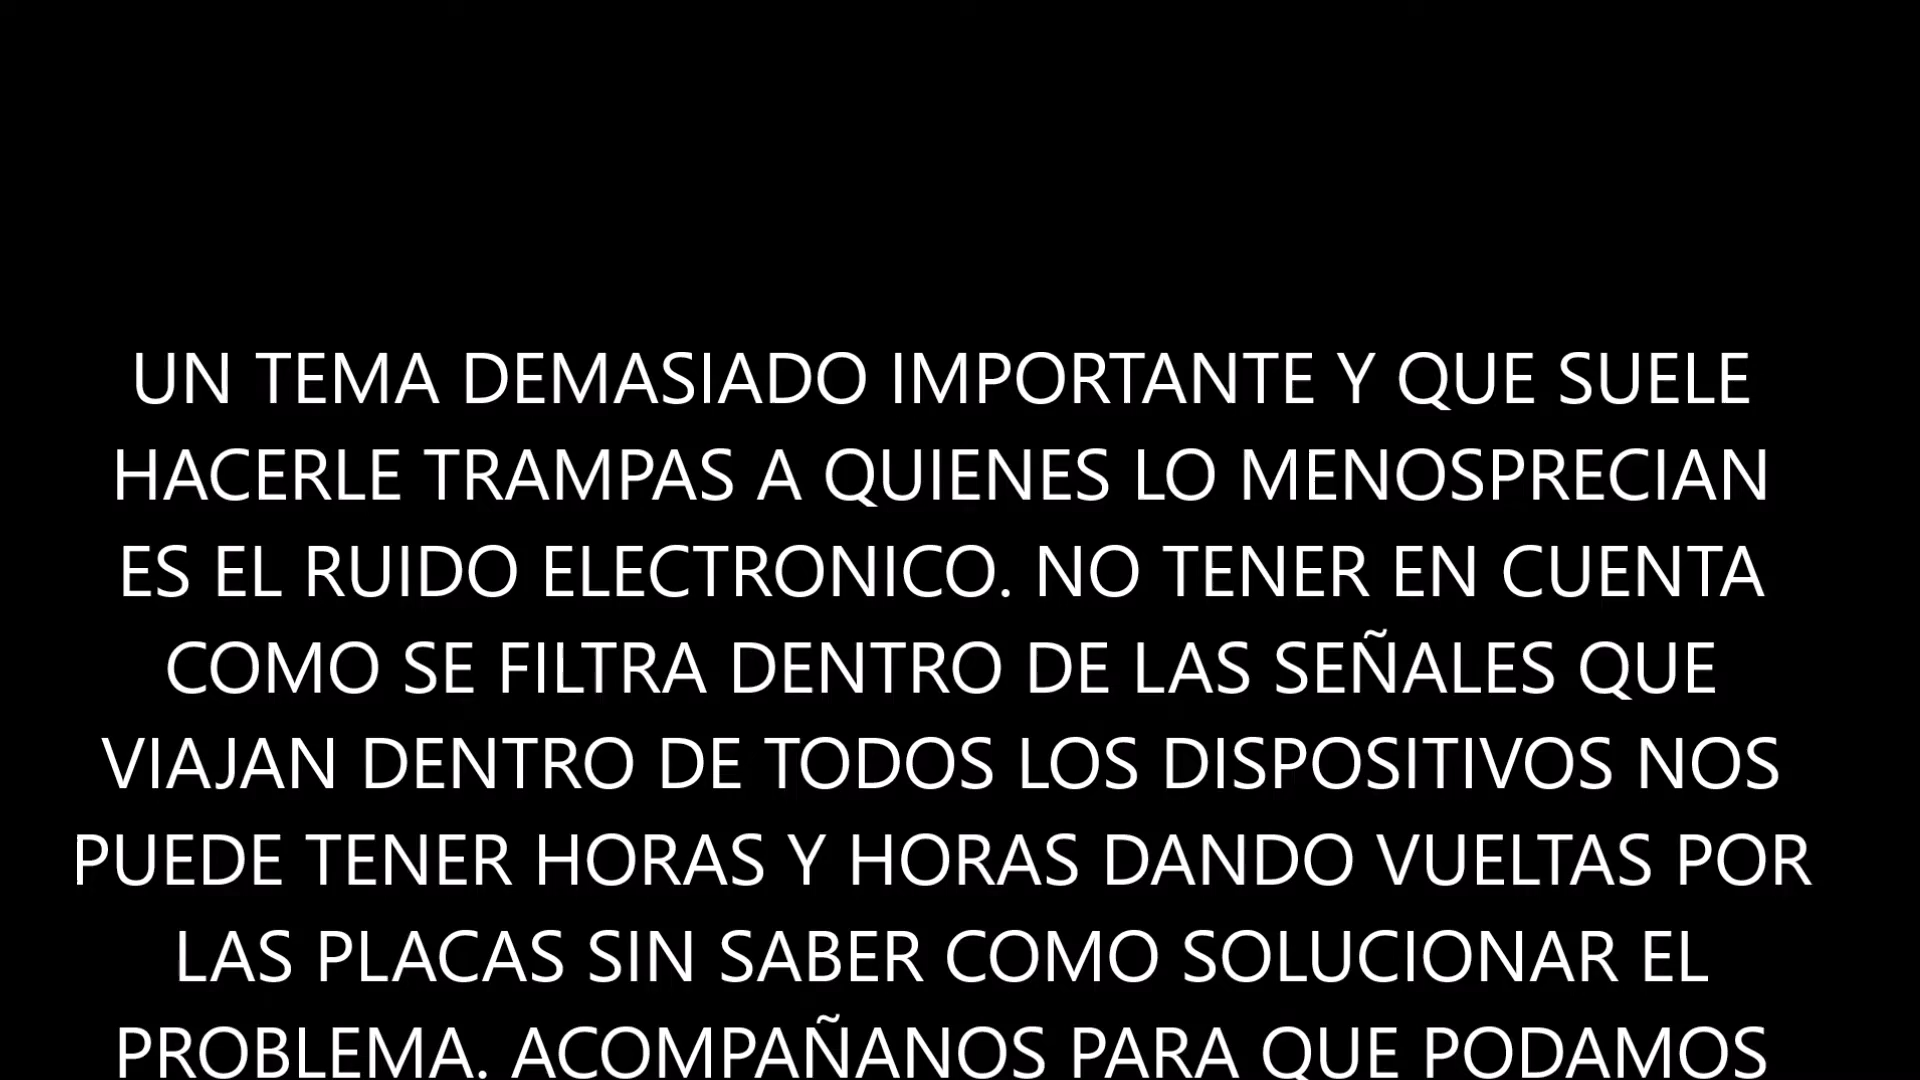 UN TEMA DEMASIADO IMPORTANTE Y QUE SUELE
HACERLE TRAMPAS A QUIENES LO MENOSPRECIAN
ES EL RUIDO ELECTRONICO. NO TENER EN CUENTA
COMO SE FILTRA DENTRO DE LAS SEÑALES QUE
VIAJAN DENTRO DE TODOS LOS DISPOSITIVOS NOS
PUEDE TENER HORAS Y HORAS DANDO VUELTAS POR
LAS PLACAS SIN SABER COMO SOLUCIONAR EL
PROBLEMA. ACOMPAÑANOS PARA QUE PODAMOS